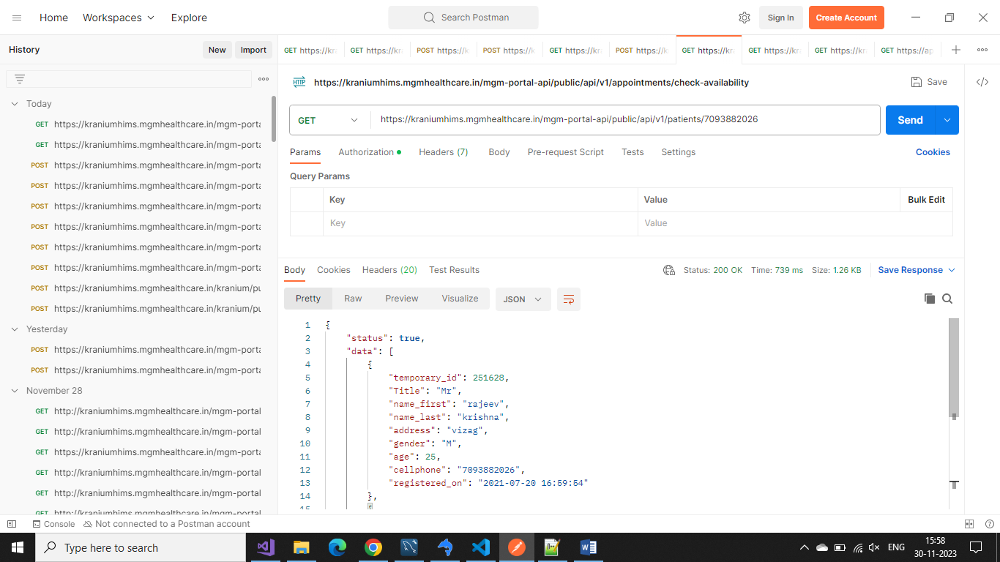 Home Workspaces Explore Search Postman Sign In Create Account
History New Import
GET https://kra GET https://kra POST https://k POST https://k GET https://kra POST https://k GET https://kra GET https://kra GET https://kra GET https://ap
HTTP https://kraniumhims.mgmhealthcare.in/mgm-portal-api/public/api/v1/appointments/check-availability Save
GET https://kraniumhims.mgmhealthcare.in/mgm-portal-api/public/api/v1/patients/7093882026 Send
Params Authorization Headers (7) Body Pre-request Script Tests Settings Cookies
Query Params
Key Value Bulk Edit
Key Value
Today
GET https://kraniumhims.mgmhealthcare.in/mgm-porta
GET https://kraniumhims.mgmhealthcare.in/mgm-porta
POST https://kraniumhims.mgmhealthcare.in/mgm-porta
POST https://kraniumhims.mgmhealthcare.in/mgm-porta
POST https://kraniumhims.mgmhealthcare.in/mgm-porta
POST https://kraniumhims.mgmhealthcare.in/mgm-porta
POST https://kraniumhims.mgmhealthcare.in/mgm-porta
POST https://kraniumhims.mgmhealthcare.in/mgm-porta
POST https://kraniumhims.mgmhealthcare.in/kranium/pu
POST https://kraniumhims.mgmhealthcare.in/kranium/pu
Yesterday
POST https://kraniumhims.mgmhealthcare.in/mgm-porta
POST https://kraniumhims.mgmhealthcare.in/mgm-porta
November 28
GET http://kraniumhims.mgmhealthcare.in/mgm-portal
GET http://kraniumhims.mgmhealthcare.in/mgm-portal
GET https://kraniumhims.mgmhealthcare.in/mgm-porta
GET http://kraniumhims.mgmhealthcare.in/mgm-portal
GET http://kraniumhims.mgmhealthcare.in/mgm-portal
GET http://kraniumhims.mgmhealthcare.in/mgm-portal
Body Cookies Headers (20) Test Results Status: 200 OK Time: 739 ms Size: 1.26 KB Save Response
Pretty Raw Preview Visualize JSON
1 {
2 "status": true,
3 "data": [
4 {
5 "temporary_id": 251628,
6 "Title": "Mr",
7 "name_first": "rajeev",
8 "name_last": "krishna",
9 "address": "vizag",
10 "gender": "M",
11 "age": 25,
12 "cellphone": "7093882026",
13 "registered_on": "2021-07-20 16:59:54"
14 },
15 {
Console Not connected to a Postman account
Type here to search ENG 15:58
30-11-2023